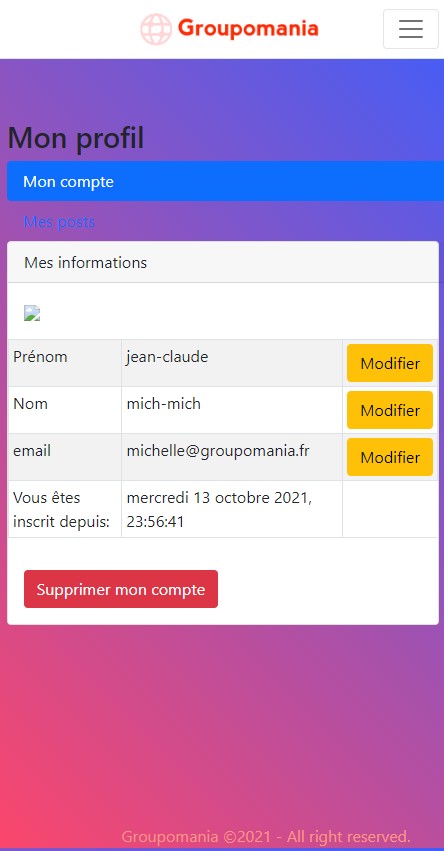 Groupomania
Mon profil
Mon compte
Mes posts
Mes informations
Prénom jean-claude Modifier
Nom mich-mich Modifier
email michelle@groupomania.fr Modifier
Vous êtes mercredi 13 octobre 2021,
inscrit depuis: 23:56:41
Supprimer mon compte
Groupomania ©2021 - All right reserved.